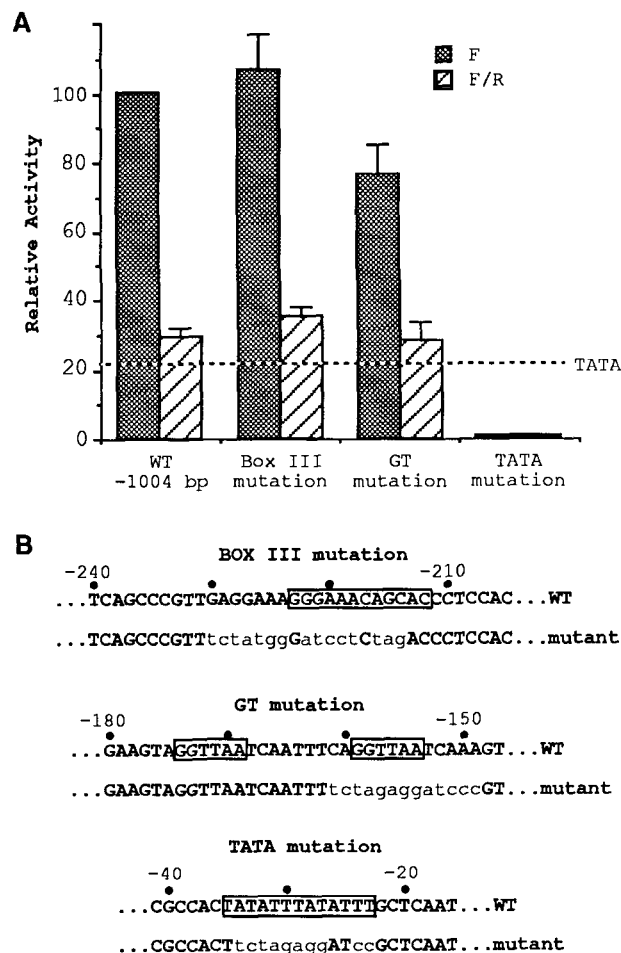 A
Relative Activity
100
80
60
40
20
0
F
F/R
TATA
WT
-1004 bp
Box III
mutation
GT
mutation
TATA
mutation
B
BOX III mutation
-240
-210
...TCAGCCCGTTGAGGAAAGGGAAACAGCACCCTCCAC...WT
...TCAGCCCGTTtctatggGatcctCtagACCCTCCAC...mutant
GT mutation
-180
-150
...GAAGTAGGTTAATCAATTTCAGGTTAATCAAAGT...WT
...GAAGTAGGTTAATCAATTTtctagaggatcccGT...mutant
TATA mutation
-40
-20
...CGCCACTATATTTATATTTGCTCAAT...WT
...CGCCACTtctagaggATccGCTCAAT...mutant